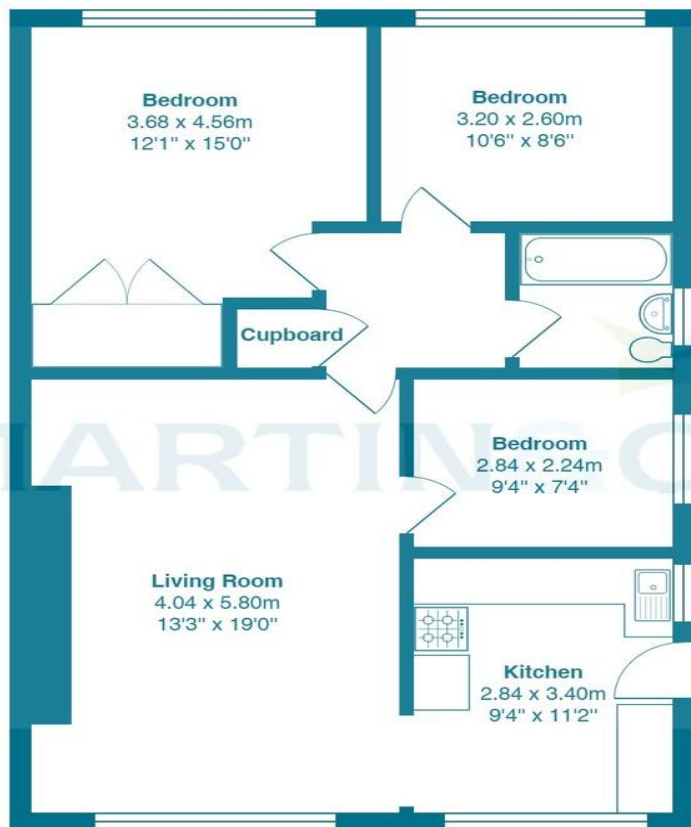 Bedroom
3.68 x 4.56m
12'1" x 15'0"
Bedroom
3.20 x 2.60m
10'6" x 8'6"
Cupboard
Bedroom
2.84 x 2.24m
9'4" x 7'4"
Living Room
4.04 x 5.80m
13'3" x 19'0"
Kitchen
2.84 x 3.40m
9'4" x 11'2"